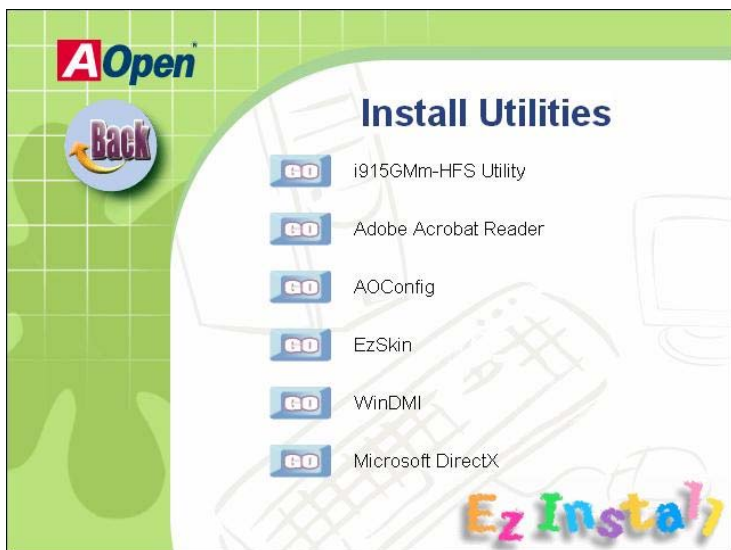 AOpen
Back
Install Utilities
GO i915GMm-HFS Utility
GO Adobe Acrobat Reader
GO AOConfig
GO EzSkin
GO WinDMI
GO Microsoft DirectX
Ez Install